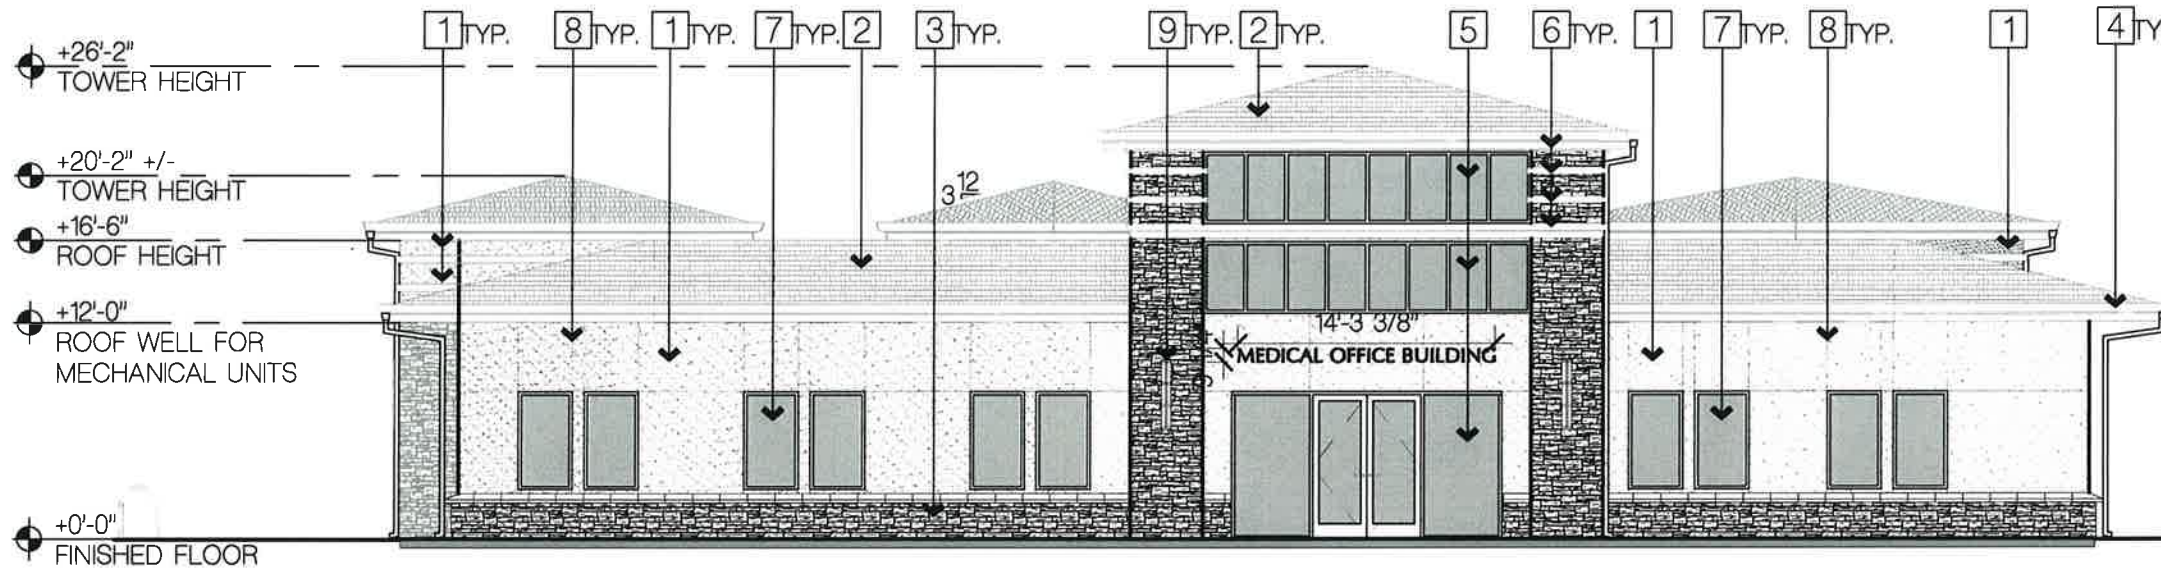 1 TYP. 8 TYP. 1 TYP. 7 TYP. 2 3 TYP. 9 TYP. 2 TYP. 5 6 TYP. 1 7 TYP. 8 TYP. 1 4 TY
+26'-2"
TOWER HEIGHT
+20'-2" +/-
TOWER HEIGHT
3 12
+16'-6"
ROOF HEIGHT
+12'-0"
ROOF WELL FOR
MECHANICAL UNITS
14'-3 3/8"
MEDICAL OFFICE BUILDING
+0'-0"
FINISHED FLOOR